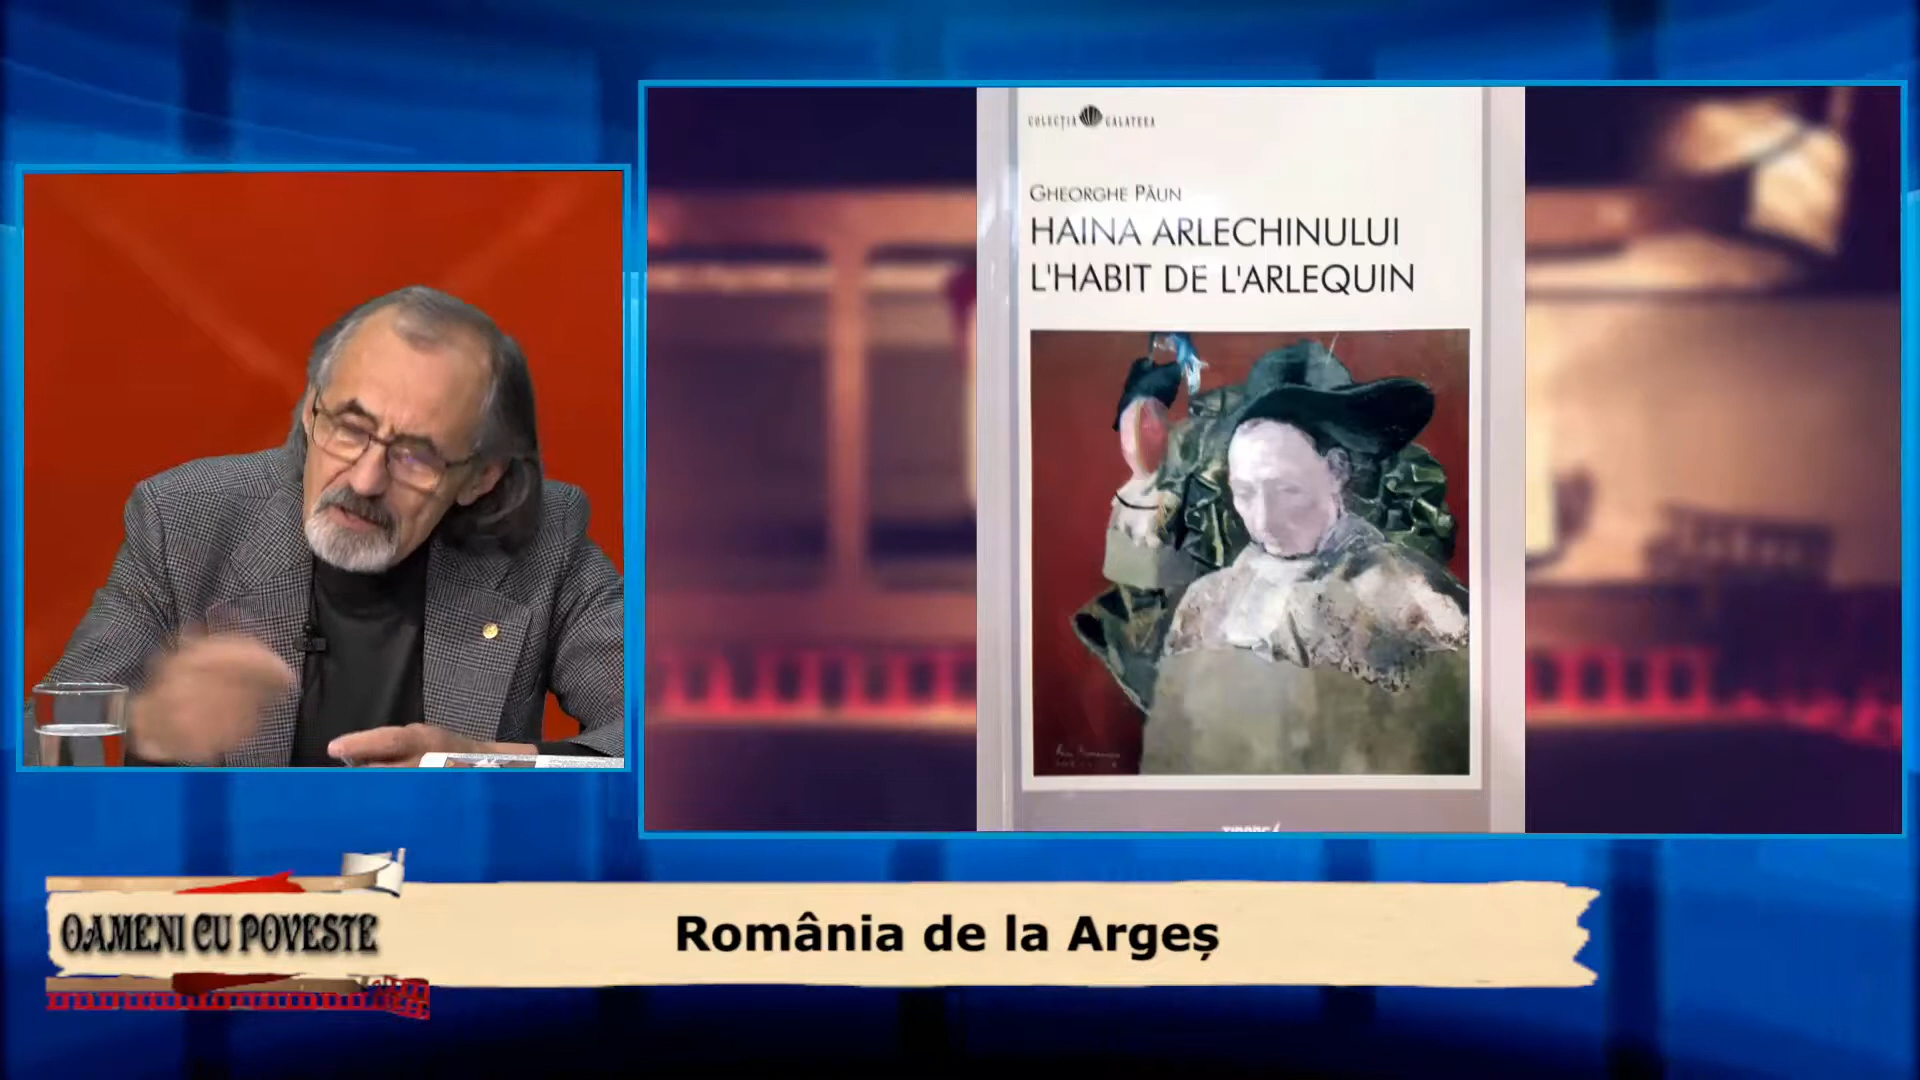 COLECȚIA GALATEEA
GHEORGHE PĂUN
HAINA ARLECHINULUI
L'HABIT DE L'ARLEQUIN
OAMENI CU POVESTE
România de la Argeș